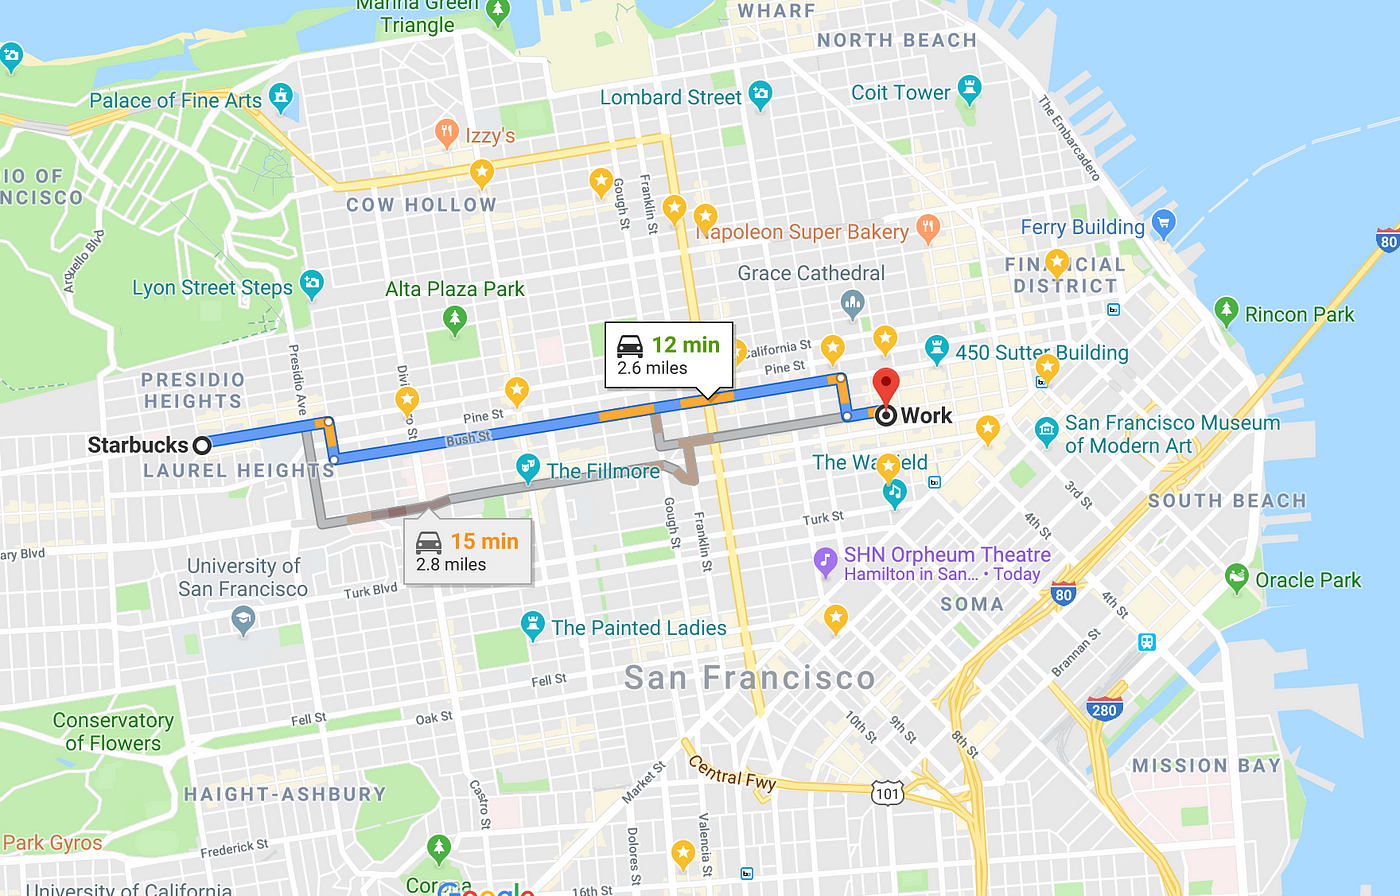 Marina Green
Triangle
WHARF
NORTH BEACH
Palace of Fine Arts
Lombard Street
Coit Tower
The Embarcadero
Izzy's
IO OF
NCISCO
COW HOLLOW
Gough St
Franklin St
Napoleon Super Bakery
Ferry Building
80
Arguello Blvd
Lyon Street Steps
Alta Plaza Park
Grace Cathedral
FINANCIAL
DISTRICT
Rincon Park
12 min
2.6 miles
California St
Pine St
450 Sutter Building
Presidio Ave
PRESIDIO
HEIGHTS
Divisadero St
Pine St
Bush St
Starbucks
Work
LAUREL HEIGHTS
The Fillmore
The Warfield
San Francisco Museum
of Modern Art
SOUTH BEACH
3rd St
4th St
Gough St
Franklin St
Turk St
15 min
2.8 miles
ary Blvd
University of
San Francisco
Turk Blvd
SHN Orpheum Theatre
Hamilton in San... • Today
80
SOMA
4th St
Oracle Park
The Painted Ladies
Brannan St
San Francisco
Fell St
280
Conservatory
of Flowers
Fell St
Oak St
10th St
9th St
8th St
MISSION BAY
Market St
Central Fwy
101
HAIGHT-ASHBURY
Castro St
Park Gyros
Frederick St
Dolores St
Valencia St
University of California
Corona
Google
16th St